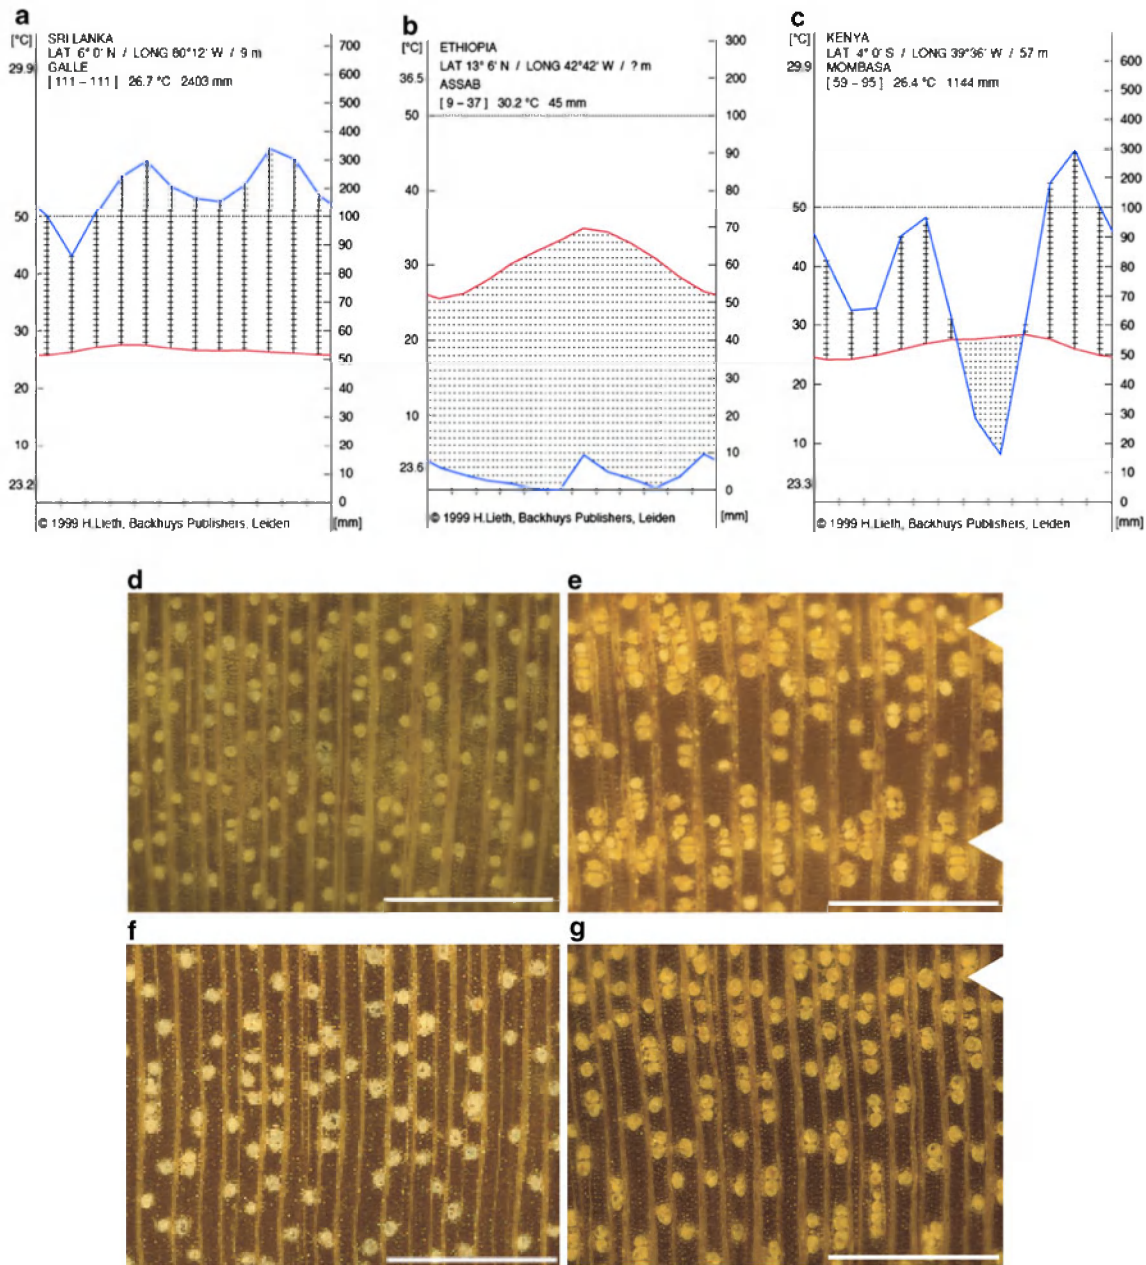 a
[°C]
SRI LANKA
LAT 6° 0' N / LONG 80°12' W / 9 m
29.9
GALLE
[ 111 – 111 ] 26.7 °C 2403 mm
700
600
500
400
300
200
50 100
90
40 80
70
30 60
50
20 40
30
10 20
10
23.2
0
© 1999 H.Lieth, Backhuys Publishers, Leiden [mm]
b
[°C]
ETHIOPIA
300
LAT 13° 6' N / LONG 42°42' W / ? m
36.5
ASSAB
200
[ 9 – 37 ] 30.2 °C 45 mm
50 100
90
40 80
70
30 60
50
20 40
30
10 20
10
23.6
0
© 1999 H.Lieth, Backhuys Publishers, Leiden [mm]
c
[°C]
KENYA
LAT 4° 0' S / LONG 39°36' W / 57 m
29.9
MOMBASA
600
[ 59 – 95 ] 26.4 °C 1144 mm
500
400
300
200
50 100
90
40 80
70
30 60
50
20 40
30
10 20
10
23.3
0
© 1999 H.Lieth, Backhuys Publishers, Leiden [mm]
d
e
f
g